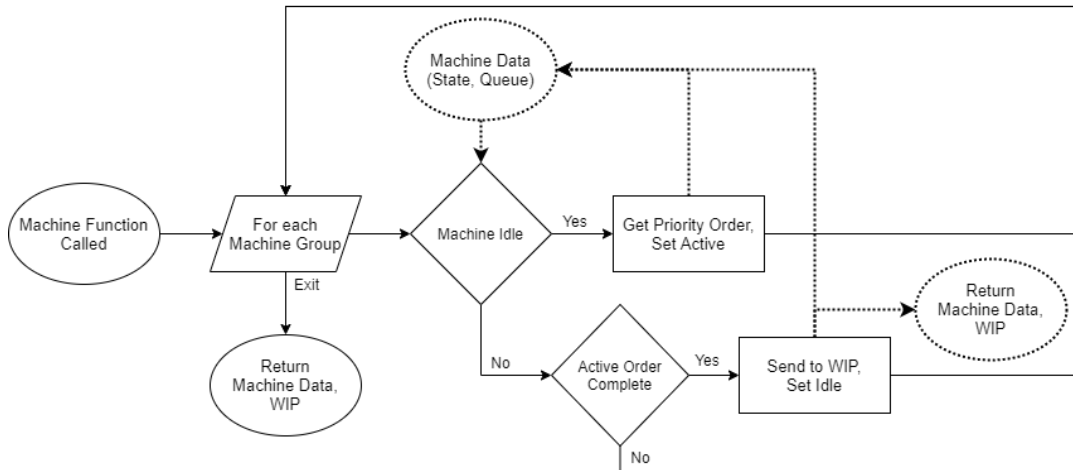 Machine Data
(State, Queue)
Machine Function
Called
For each
Machine Group
Machine Idle
Yes
Get Priority Order,
Set Active
Exit
Return
Machine Data,
WIP
No
Active Order
Complete
Yes
Send to WIP,
Set Idle
Return
Machine Data,
WIP
No